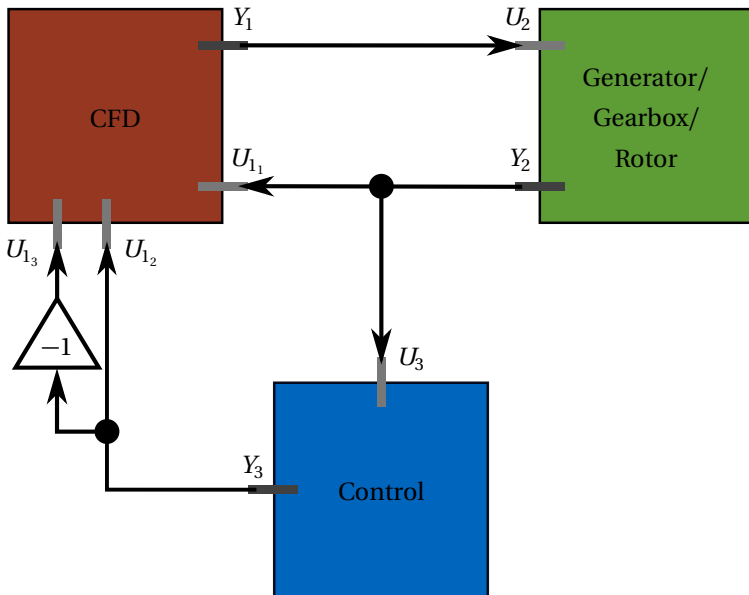 Y₁
U₂
CFD
Generator/
Gearbox/
Rotor
U₁₁
Y₂
U₁₃
U₁₂
−1
U₃
Y₃
Control